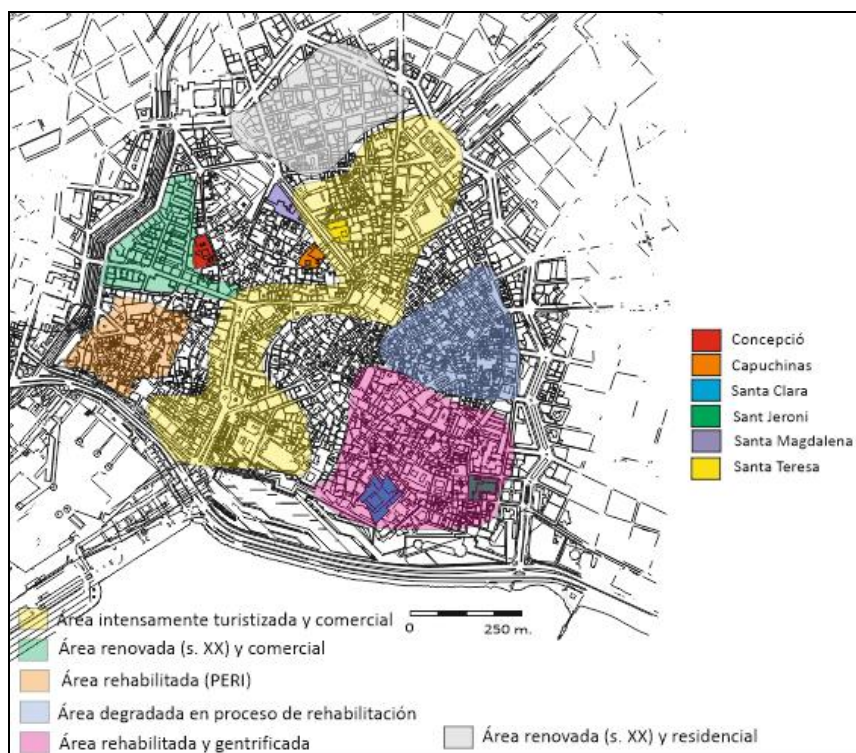 Concepció
Capuchinas
Santa Clara
Sant Jeroni
Santa Magdalena
Santa Teresa
Área intensamente turistizada y comercial
0 250 m.
Área renovada (s. XX) y comercial
Área rehabilitada (PERI)
Área degradada en proceso de rehabilitación
Área rehabilitada y gentrificada
Área renovada (s. XX) y residencial